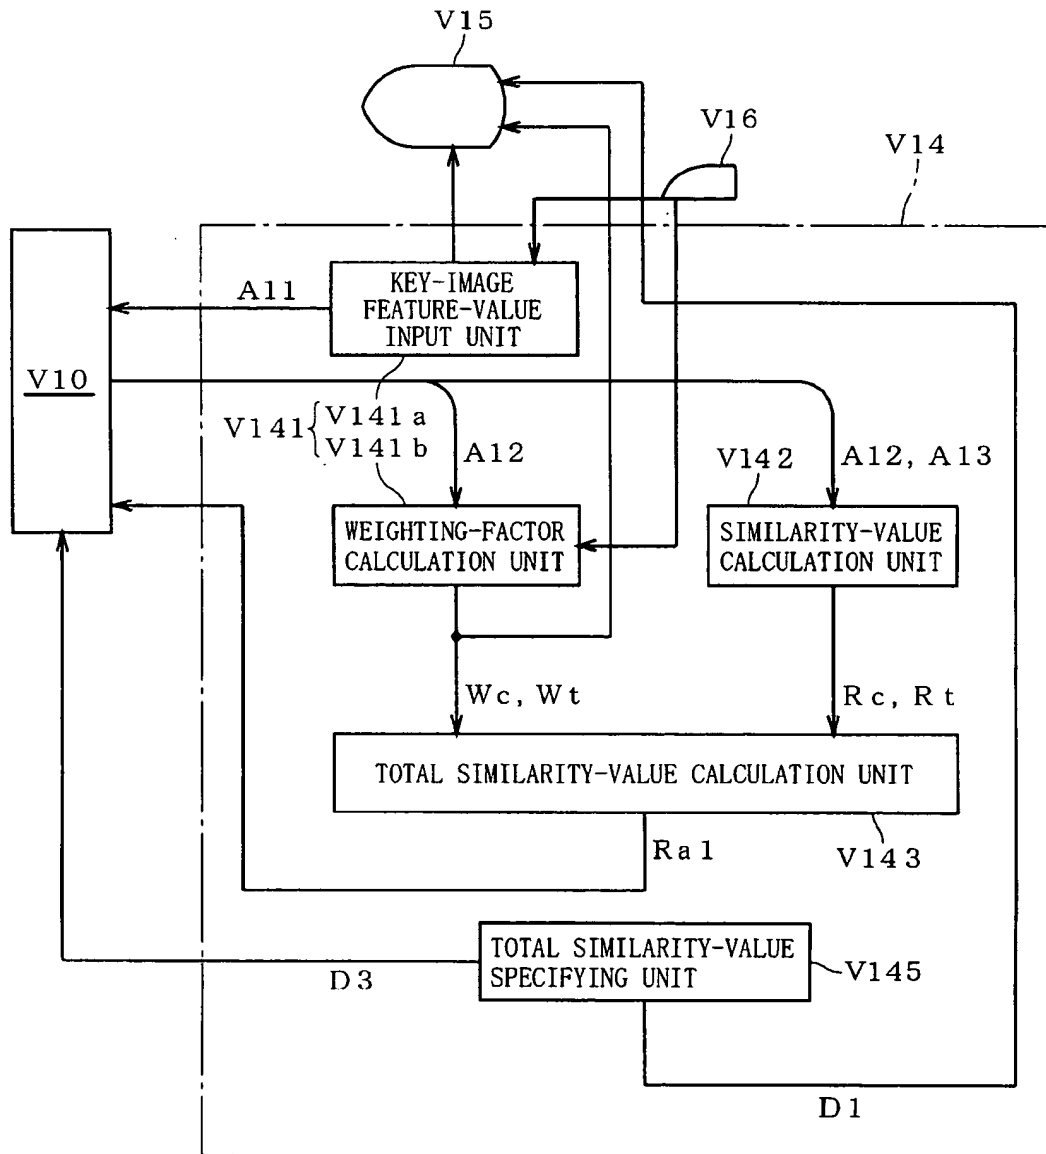 V15
V16
V14
KEY-IMAGE
FEATURE-VALUE
INPUT UNIT
A11
V10
V141
V141a
V141b
A12
V142
A12, A13
WEIGHTING-FACTOR
CALCULATION UNIT
SIMILARITY-VALUE
CALCULATION UNIT
Wc, Wt
Rc, Rt
TOTAL SIMILARITY-VALUE CALCULATION UNIT
Ra1
V143
TOTAL SIMILARITY-VALUE
SPECIFYING UNIT
D3
V145
D1